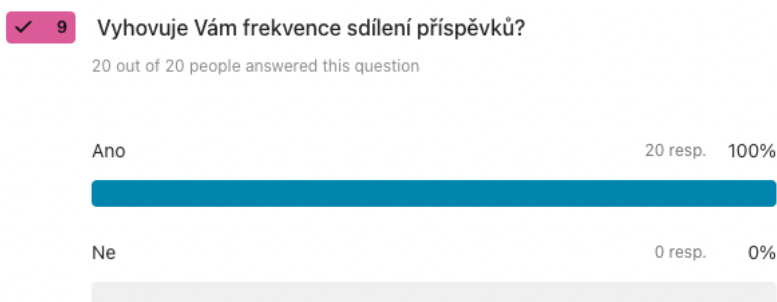 9 Vyhovuje Vám frekvence sdílení příspěvků?
20 out of 20 people answered this question
Ano 20 resp. 100%
Ne 0 resp. 0%